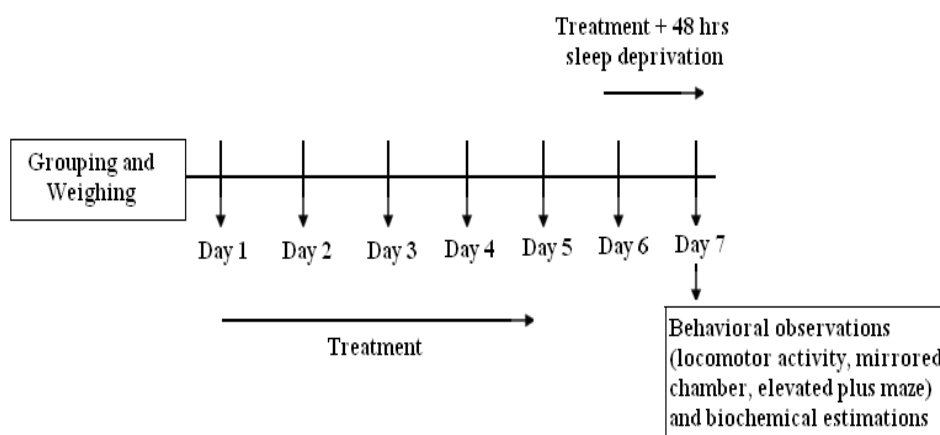 Treatment + 48 hrs
sleep deprivation
Grouping and
Weighing
Day 1
Day 2
Day 3
Day 4
Day 5
Day 6
Day 7
Treatment
Behavioral observations
(locomotor activity, mirrored
chamber, elevated plus maze)
and biochemical estimations